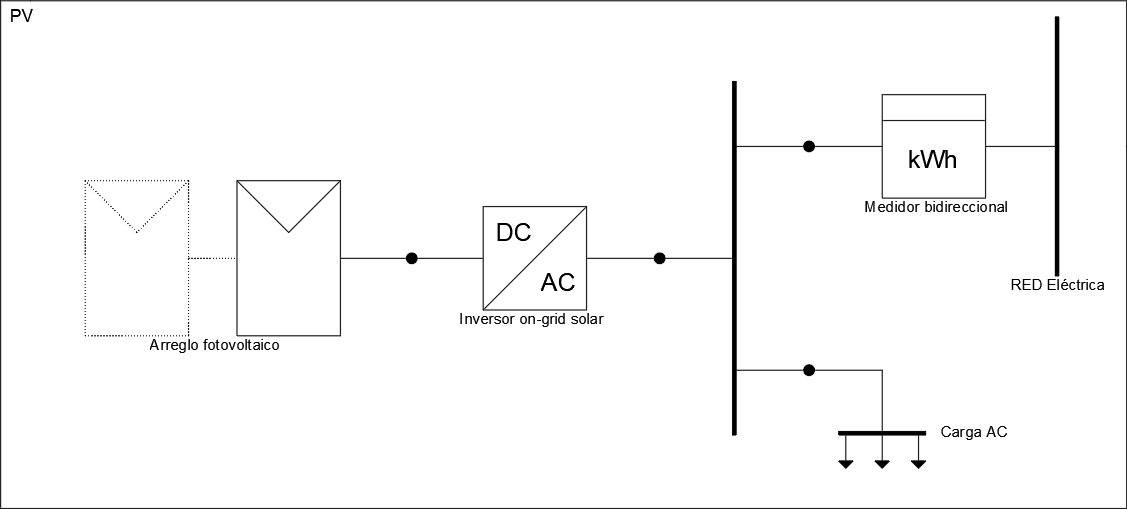 PV
kWh
Medidor bidireccional
DC
AC
Inversor on-grid solar
RED Eléctrica
Arreglo fotovoltaico
Carga AC